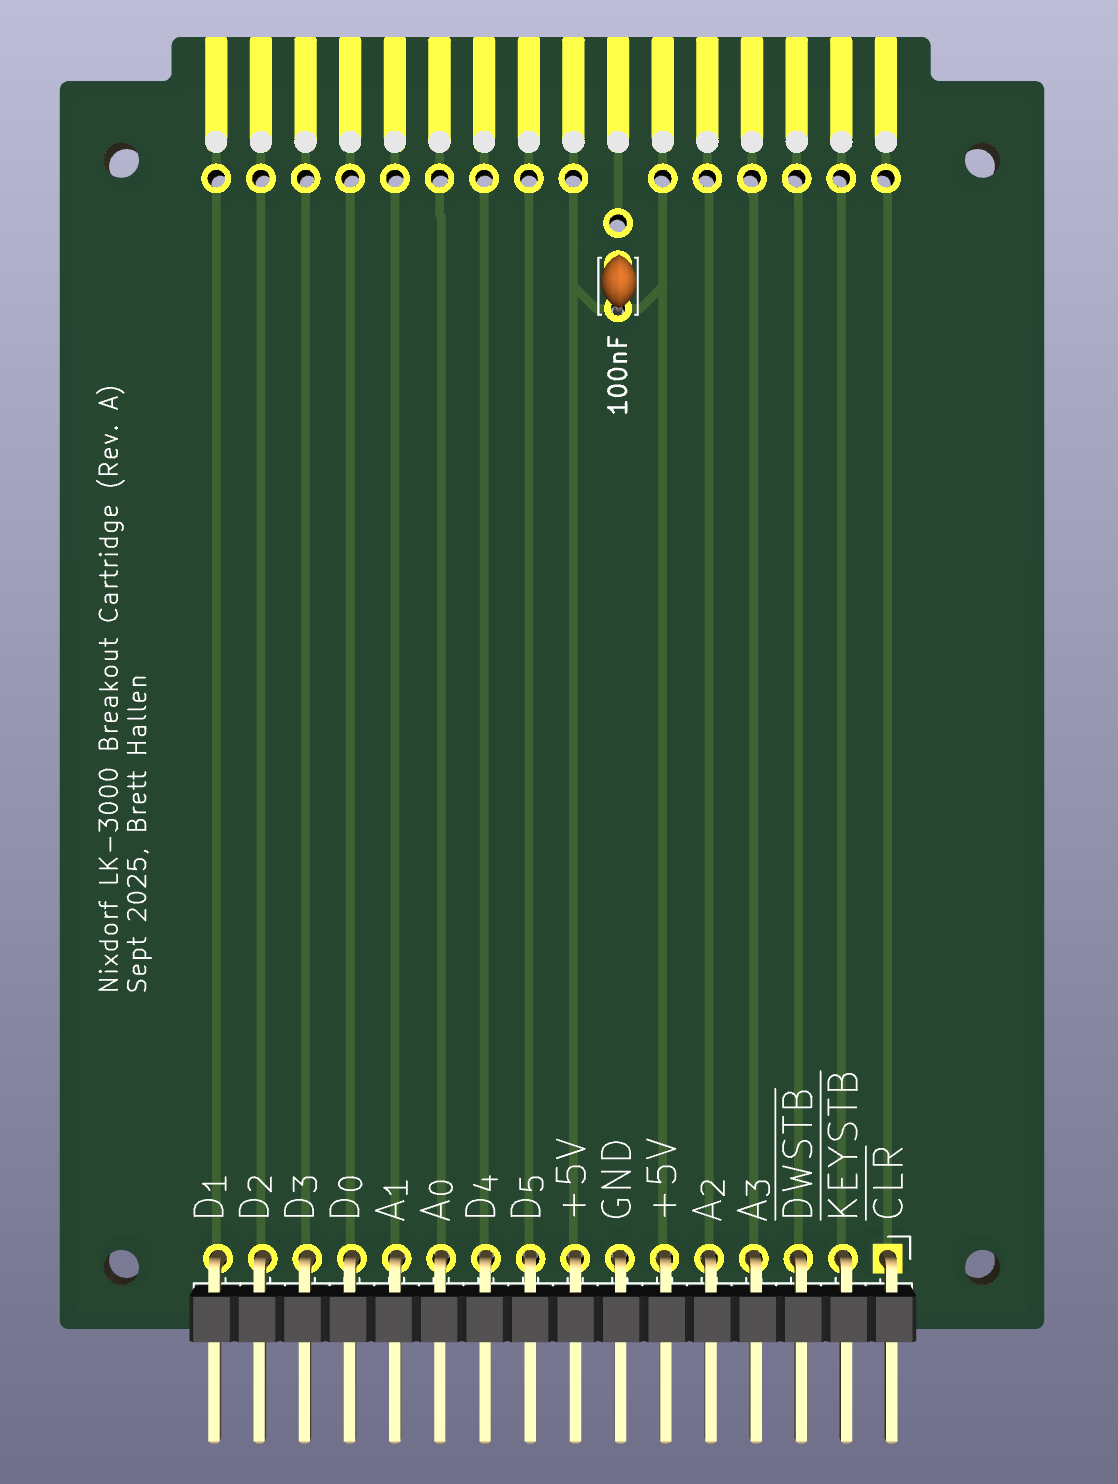 100nF
Nixdorf LK-3000 Breakout Cartridge (Rev. A)
Sept 2025, Brett Hallen
D1
D2
D3
D0
A1
A0
D4
D5
+5V
GND
+5V
A2
A3
DWSTB
KEYSTB
CLR